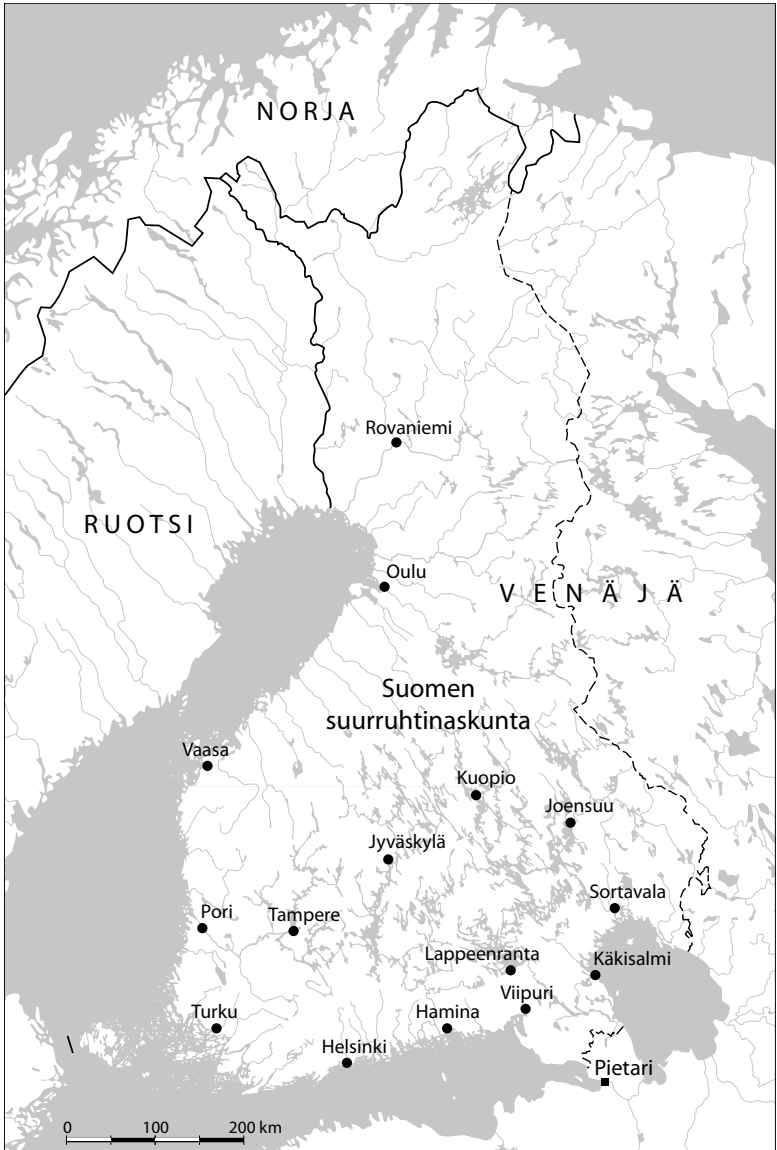 NORJA
Rovaniemi
RUOTSI
Oulu
VENÄJÄ
Suomen
suurruhtinaskunta
Vaasa
Kuopio
Joensuu
Jyväskylä
Sortavala
Pori
Tampere
Lappeenranta
Käkisalmi
Viipuri
Turku
Hamina
Helsinki
Pietari
0 100 200 km